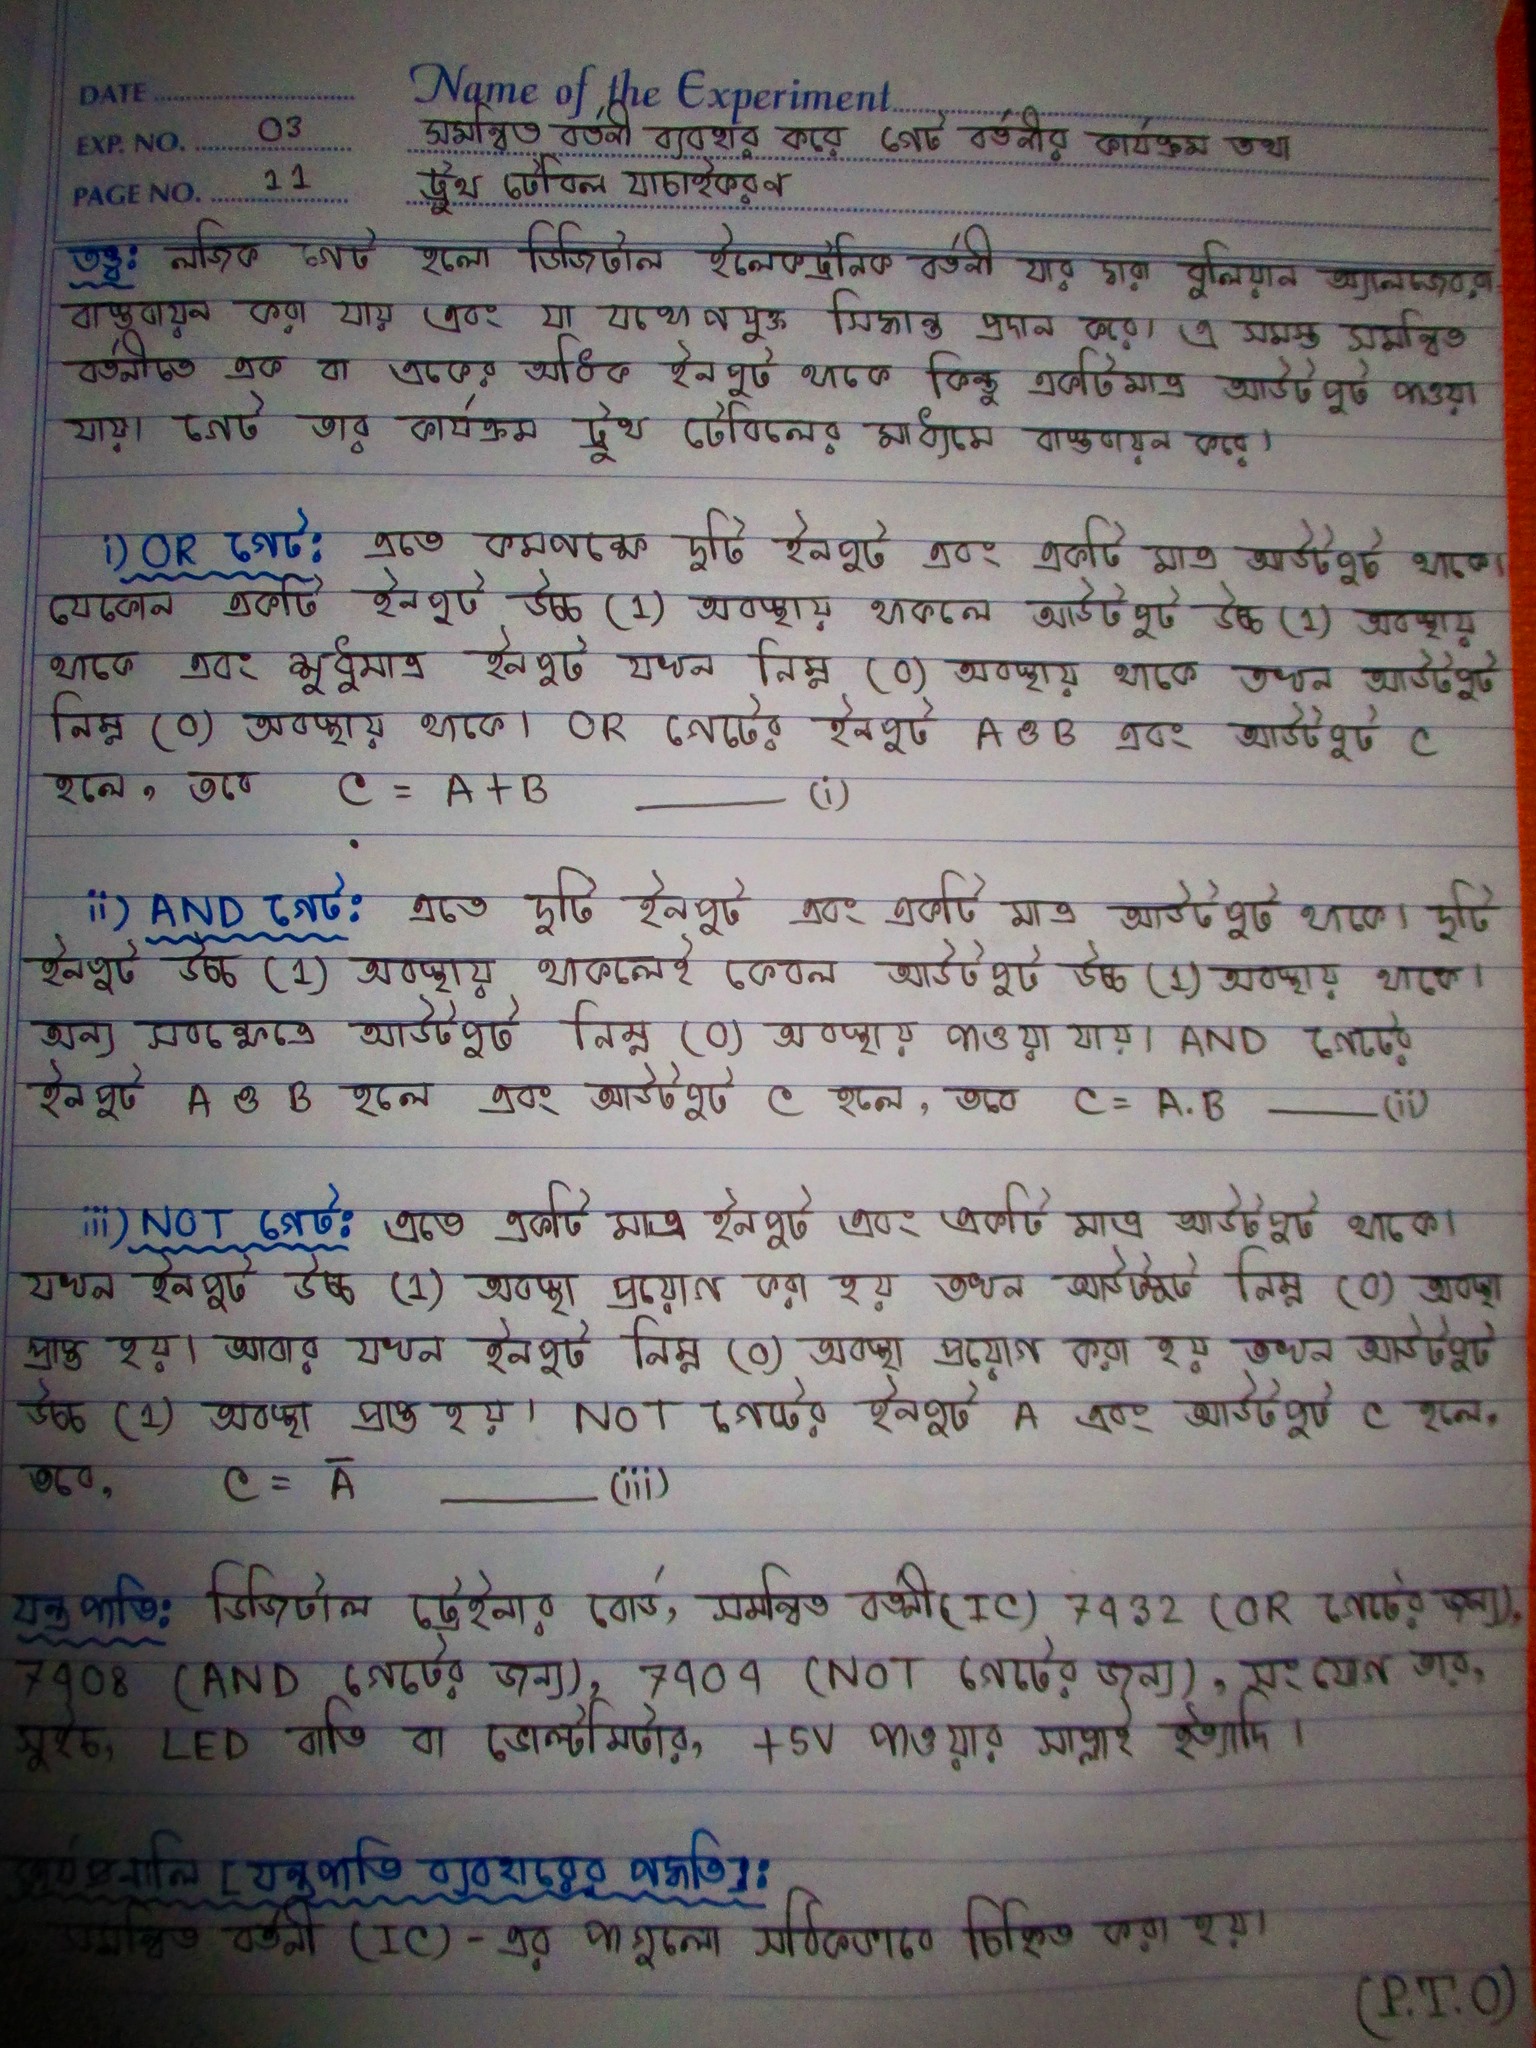 Name of the Experiment
DATE
EXP. NO. 03
সমন্বিত বর্তনী ব্যবহার করে গেট বর্তনীর কার্যক্রম তথা
PAGE NO. 11
ট্রুথ টেবিল যাচাইকরণ
তত্ত্ব: লজিক গেট হলো ডিজিটাল ইলেকট্রনিক বর্তনী যার দ্বারা বুলিয়ান অ্যালজেবরা
বাস্তবায়ন করা যায় এবং যা যথোপযুক্ত সিদ্ধান্ত প্রদান করে। এ সমস্ত সমন্বিত
বর্তনীতে এক বা একের অধিক ইনপুট থাকে কিন্তু একটিমাত্র আউটপুট পাওয়া
যায়। গেট তার কার্যক্রম ট্রুথ টেবিলের মাধ্যমে বাস্তবায়ন করে।
i) OR গেট: এতে কমপক্ষে দুটি ইনপুট এবং একটি মাত্র আউটপুট থাকে।
যেকোন একটি ইনপুট উচ্চ (1) অবস্থায় থাকলে আউটপুট উচ্চ (1) অবস্থায়
থাকে এবং শুধুমাত্র ইনপুট যখন নিম্ন (0) অবস্থায় থাকে তখন আউটপুট
নিম্ন (0) অবস্থায় থাকে। OR গেটের ইনপুট A ও B এবং আউটপুট C
হলে, তবে C = A + B ——— (i)
ii) AND গেট: এতে দুটি ইনপুট এবং একটি মাত্র আউটপুট থাকে। দুটি
ইনপুট উচ্চ (1) অবস্থায় থাকলেই কেবল আউটপুট উচ্চ (1) অবস্থায় থাকে।
অন্য সবক্ষেত্রে আউটপুট নিম্ন (0) অবস্থায় পাওয়া যায়। AND গেটের
ইনপুট A ও B হলে এবং আউটপুট C হলে, তবে C = A.B ——— (ii)
iii) NOT গেট: এতে একটি মাত্র ইনপুট এবং একটি মাত্র আউটপুট থাকে।
যখন ইনপুট উচ্চ (1) অবস্থা প্রয়োগ করা হয় তখন আউটপুট নিম্ন (0) অবস্থা
প্রাপ্ত হয়। আবার যখন ইনপুট নিম্ন (0) অবস্থা প্রয়োগ করা হয় তখন আউটপুট
উচ্চ (1) অবস্থা প্রাপ্ত হয়। NOT গেটের ইনপুট A এবং আউটপুট C হলে,
তবে, C = Ā ——— (iii)
যন্ত্রপাতি: ডিজিটাল ট্রেইনার বোর্ড, সমন্বিত বর্তনী (IC) 7432 (OR গেটের জন্য),
7408 (AND গেটের জন্য), 7404 (NOT গেটের জন্য), সংযোগ তার,
সুইচ, LED বাতি বা ভোল্টমিটার, +5V পাওয়ার সাপ্লাই ইত্যাদি।
[যন্ত্রপাতি ব্যবহারের পদ্ধতি]:
সমন্বিত বর্তনী (IC) - এর পাগুলো সঠিকভাবে চিহ্নিত করা হয়।
(P.T.O)